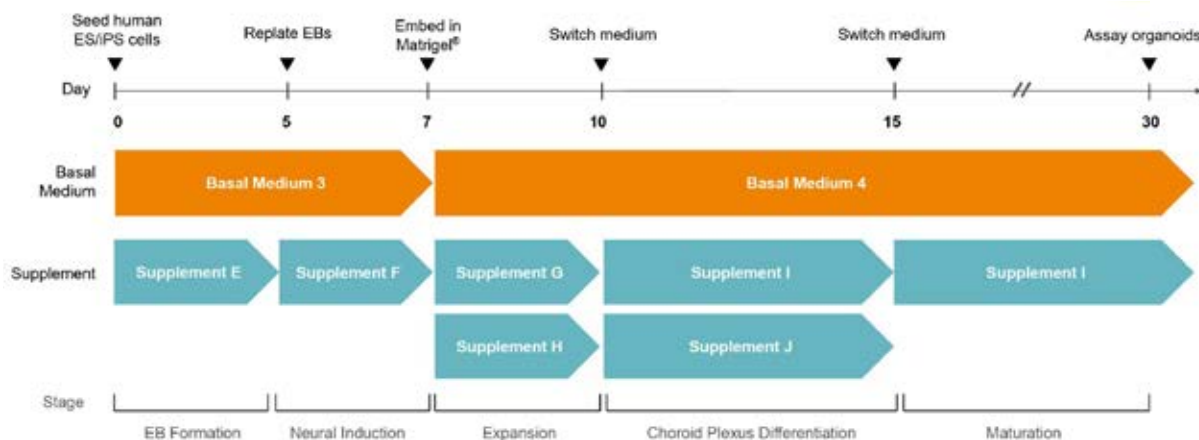 Seed human
ES/iPS cells
Replate EBs
Embed in
Matrigel®
Switch medium
Switch medium
Assay organoids
Day
0
5
7
10
15
30
Basal
Medium
Basal Medium 3
Basal Medium 4
Supplement
Supplement E
Supplement F
Supplement G
Supplement I
Supplement I
Supplement H
Supplement J
Stage
EB Formation
Neural Induction
Expansion
Choroid Plexus Differentiation
Maturation